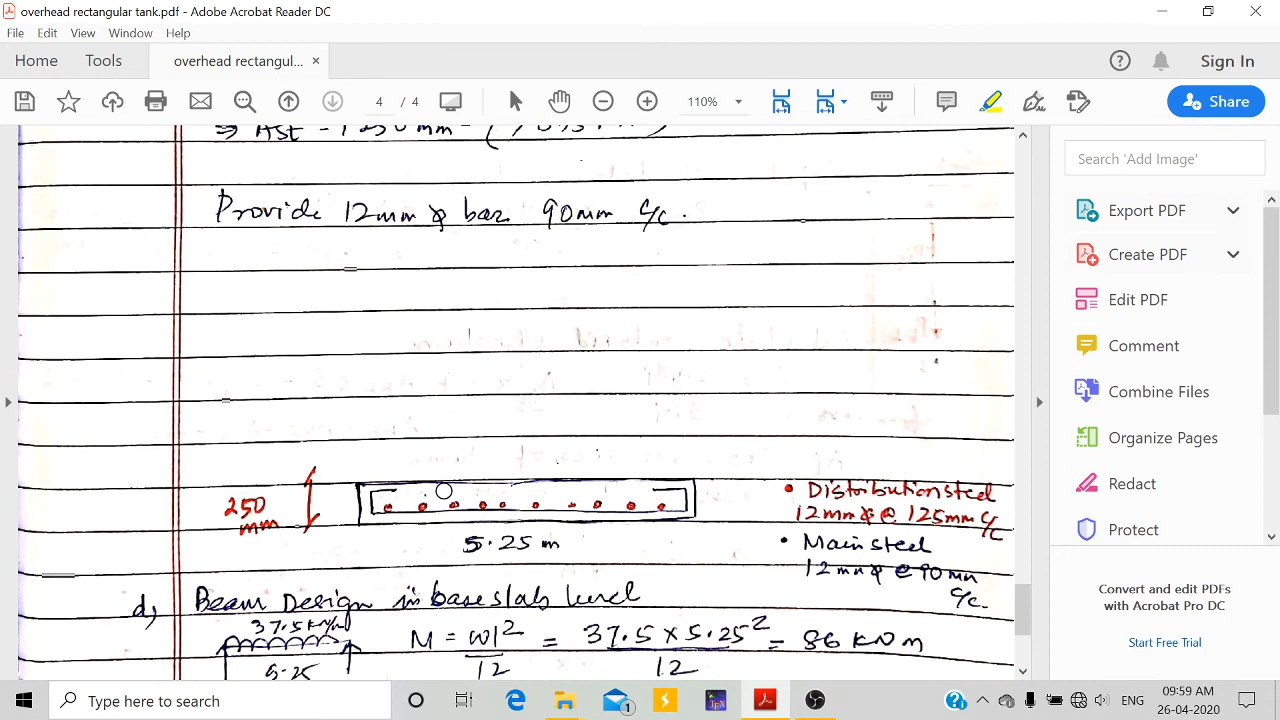 overhead rectangular tank.pdf - Adobe Acrobat Reader DC
File Edit View Window Help
Home Tools overhead rectangul... × Sign In
4 / 4 110% Share
Provide 12mm φ bar 90mm c/c.
250
mm
5.25 m
• Distribution steel
12mm φ @ 125mm c/c
• Main steel
12mm φ @ 90mm
c/c.
d) Beam Design in base slab level
37.5 kN/m
5.25
M = wl² / 12 = 37.5 × 5.25² / 12 = 86 kN m
Search 'Add Image'
Export PDF
Create PDF
Edit PDF
Comment
Combine Files
Organize Pages
Redact
Protect
Convert and edit PDFs
with Acrobat Pro DC
Start Free Trial
Type here to search
1
ENG
09:59 AM
26-04-2020